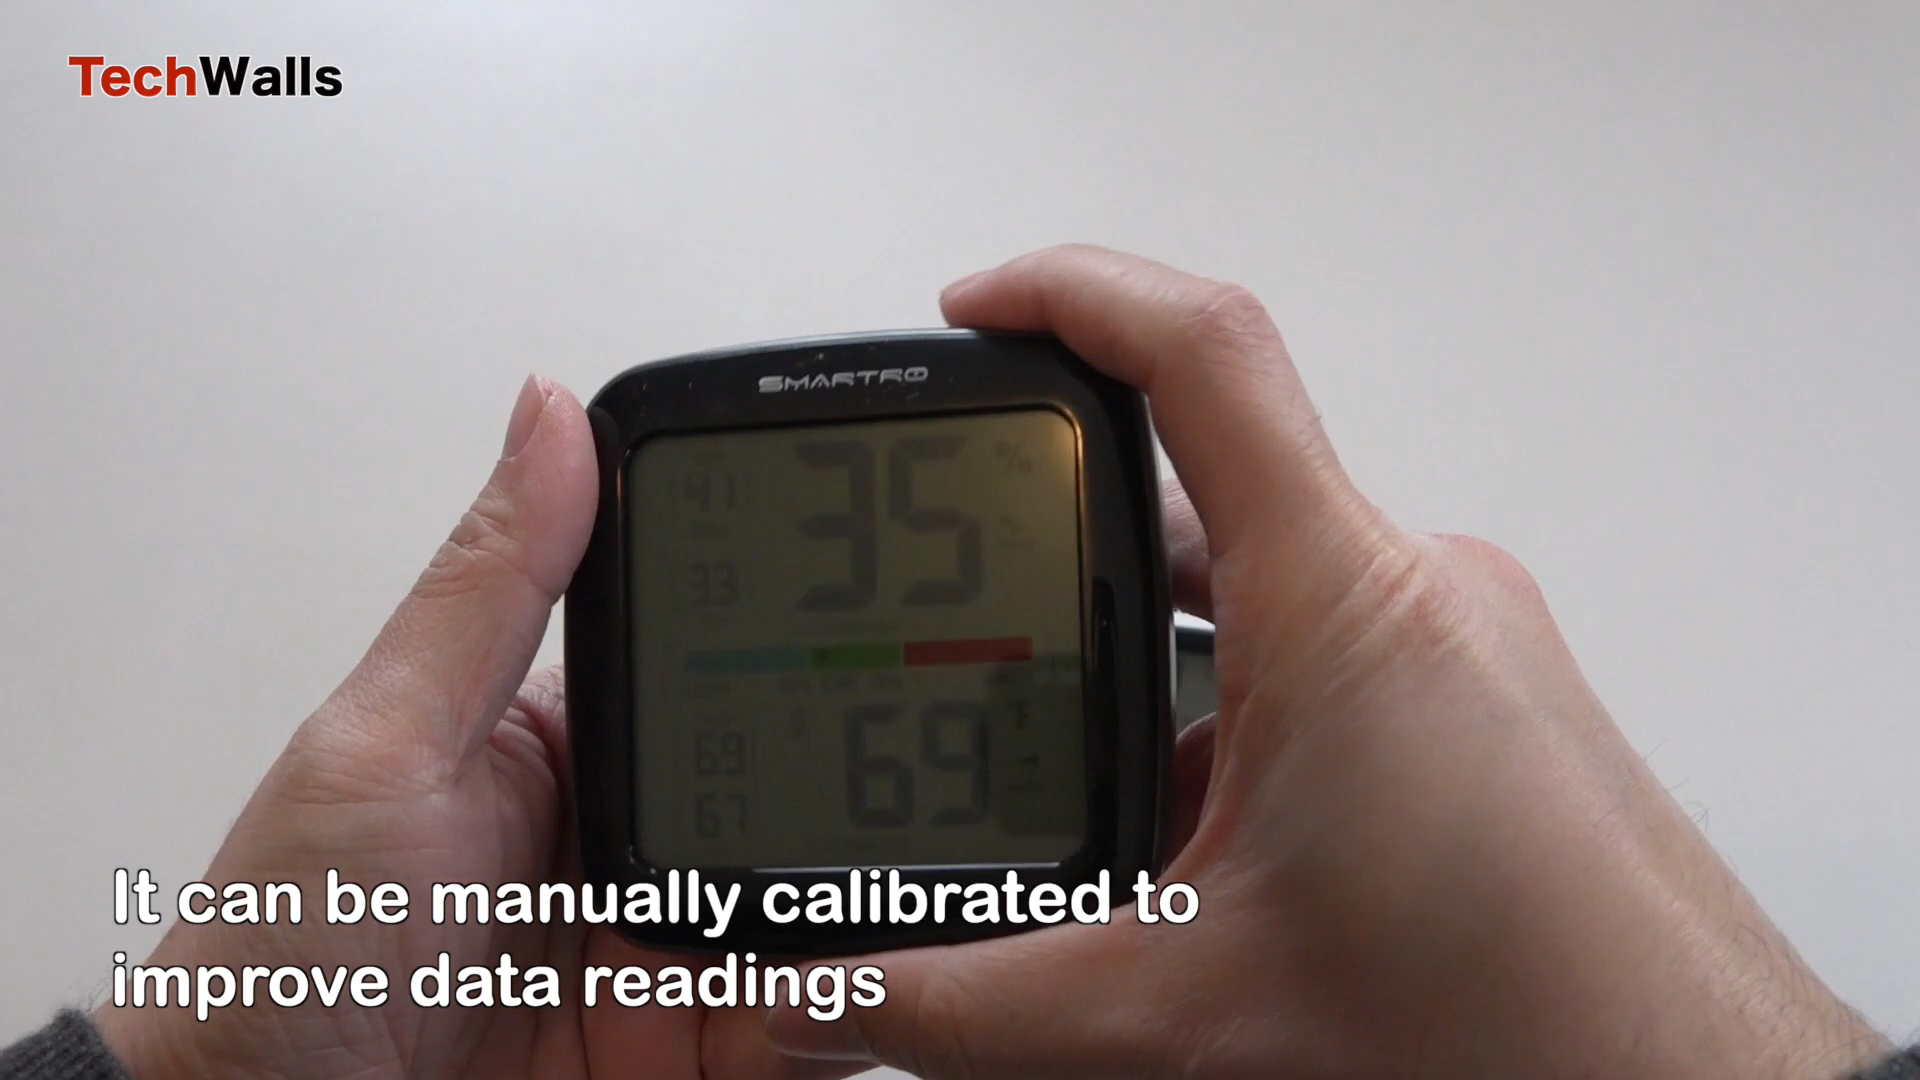 TechWalls
SMARTRO
35 %
41
33
69 °F
69
67
It can be manually calibrated to
improve data readings